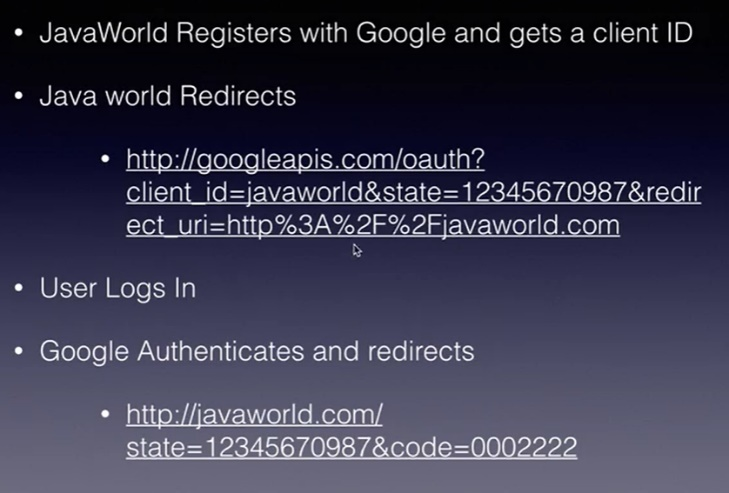 • JavaWorld Registers with Google and gets a client ID
• Java world Redirects
• http://googleapis.com/oauth?
client_id=javaworld&state=12345670987&redir
ect_uri=http%3A%2F%2Fjavaworld.com
• User Logs In
• Google Authenticates and redirects
• http://javaworld.com/
state=12345670987&code=0002222